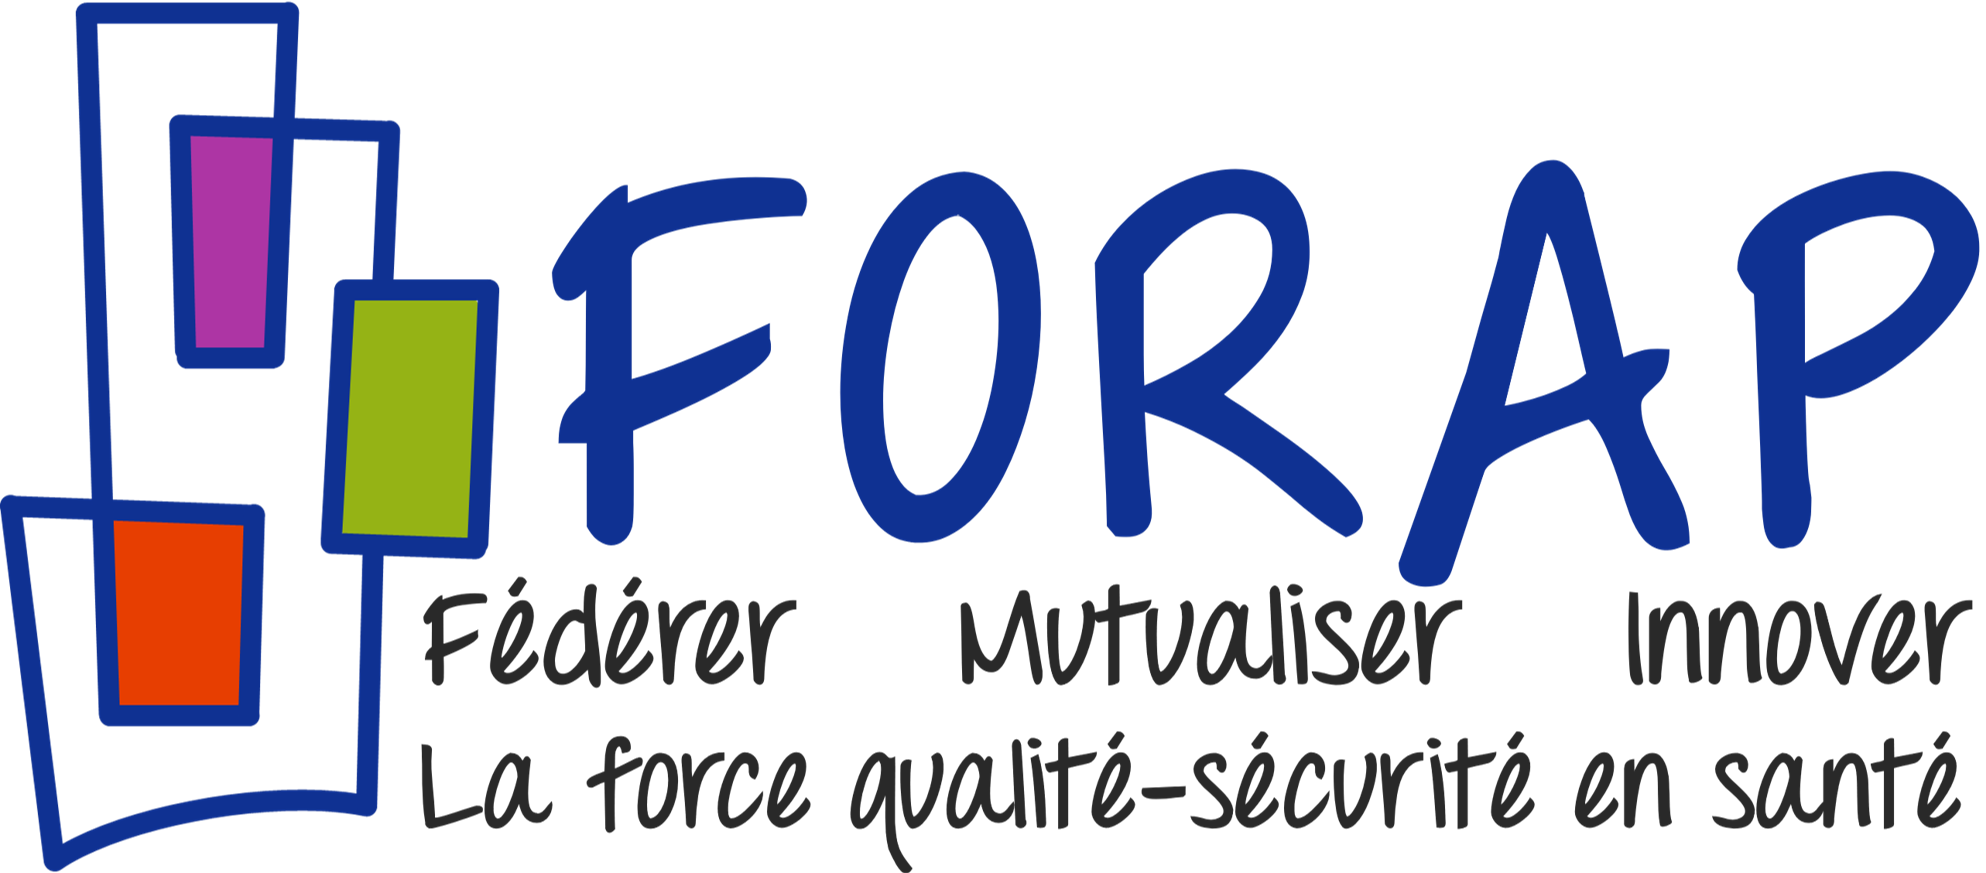 FORAP
Fédérer Mutualiser Innover
La force qualité-sécurité en santé